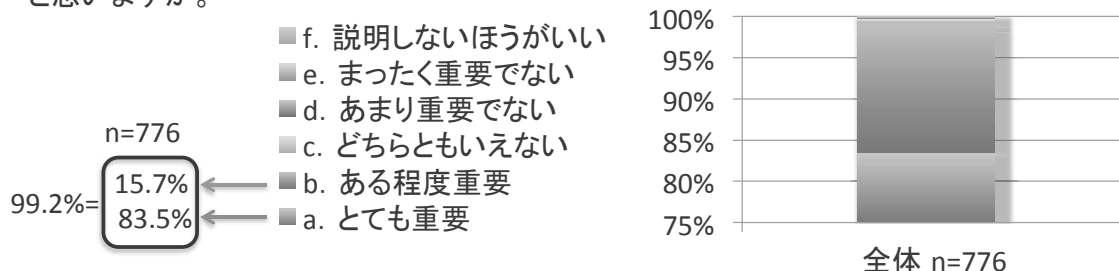 と思いますか。
n=776
99.2%=
15.7%
83.5%
f. 説明しないほうがいい
e. まったく重要でない
d. あまり重要でない
c. どちらともいえない
b. ある程度重要
a. とても重要
100%
95%
90%
85%
80%
75%
全体 n=776